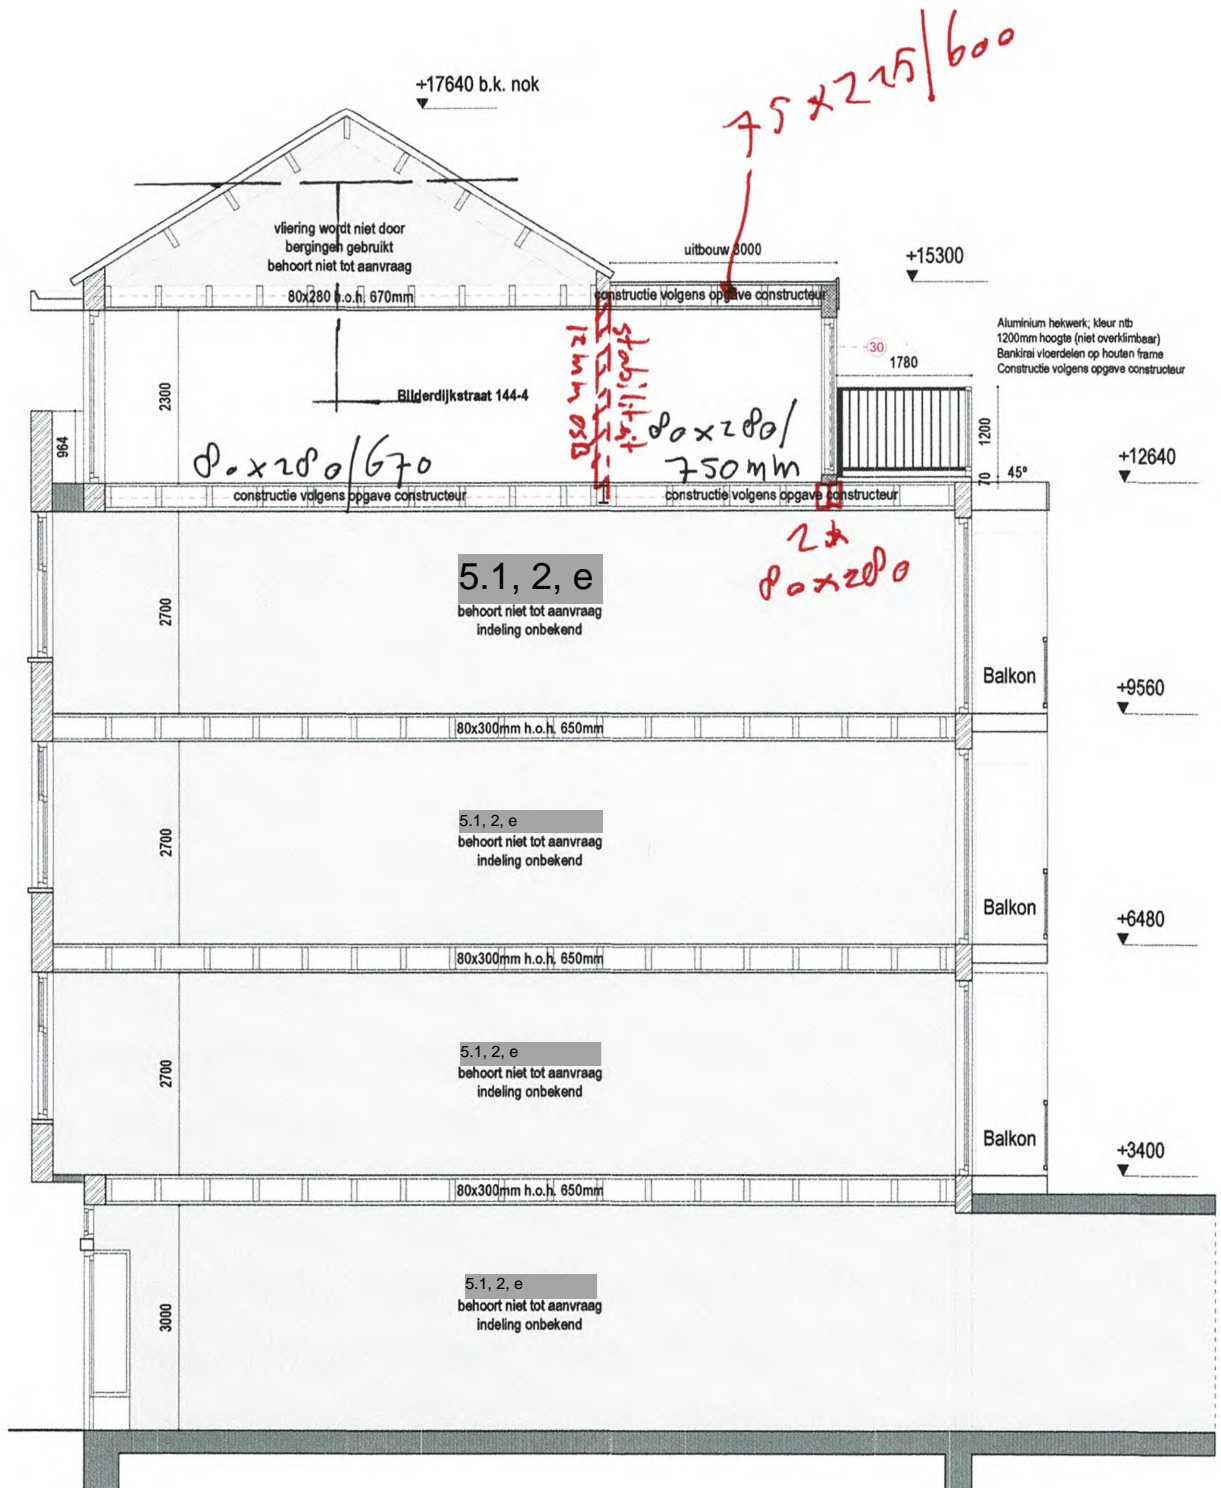 75x225/600
+17640 b.k. nok
vliering wordt niet door
bergingen gebruikt
behoort niet tot aanvraag
uitbouw 3000
+15300
80x280 h.o.h. 670mm
constructie volgens opgave constructeur
Aluminium hekwerk; kleur ntb
1200mm hoogte (niet overklimbaar)
Bankirai vloerdelen op houten frame
Constructie volgens opgave constructeur
30
1780
2300
Bilderdijkstraat 144-4
OSB 12mm
stabiliteit
964
80x280/670
80x280/
750mm
1200
70
45°
+12640
constructie volgens opgave constructeur
constructie volgens opgave constructeur
2x
80x280
5.1, 2, e
behoort niet tot aanvraag
indeling onbekend
2700
Balkon
+9560
80x300mm h.o.h. 650mm
5.1, 2, e
behoort niet tot aanvraag
indeling onbekend
2700
Balkon
+6480
80x300mm h.o.h. 650mm
5.1, 2, e
behoort niet tot aanvraag
indeling onbekend
2700
Balkon
+3400
80x300mm h.o.h. 650mm
5.1, 2, e
behoort niet tot aanvraag
indeling onbekend
3000